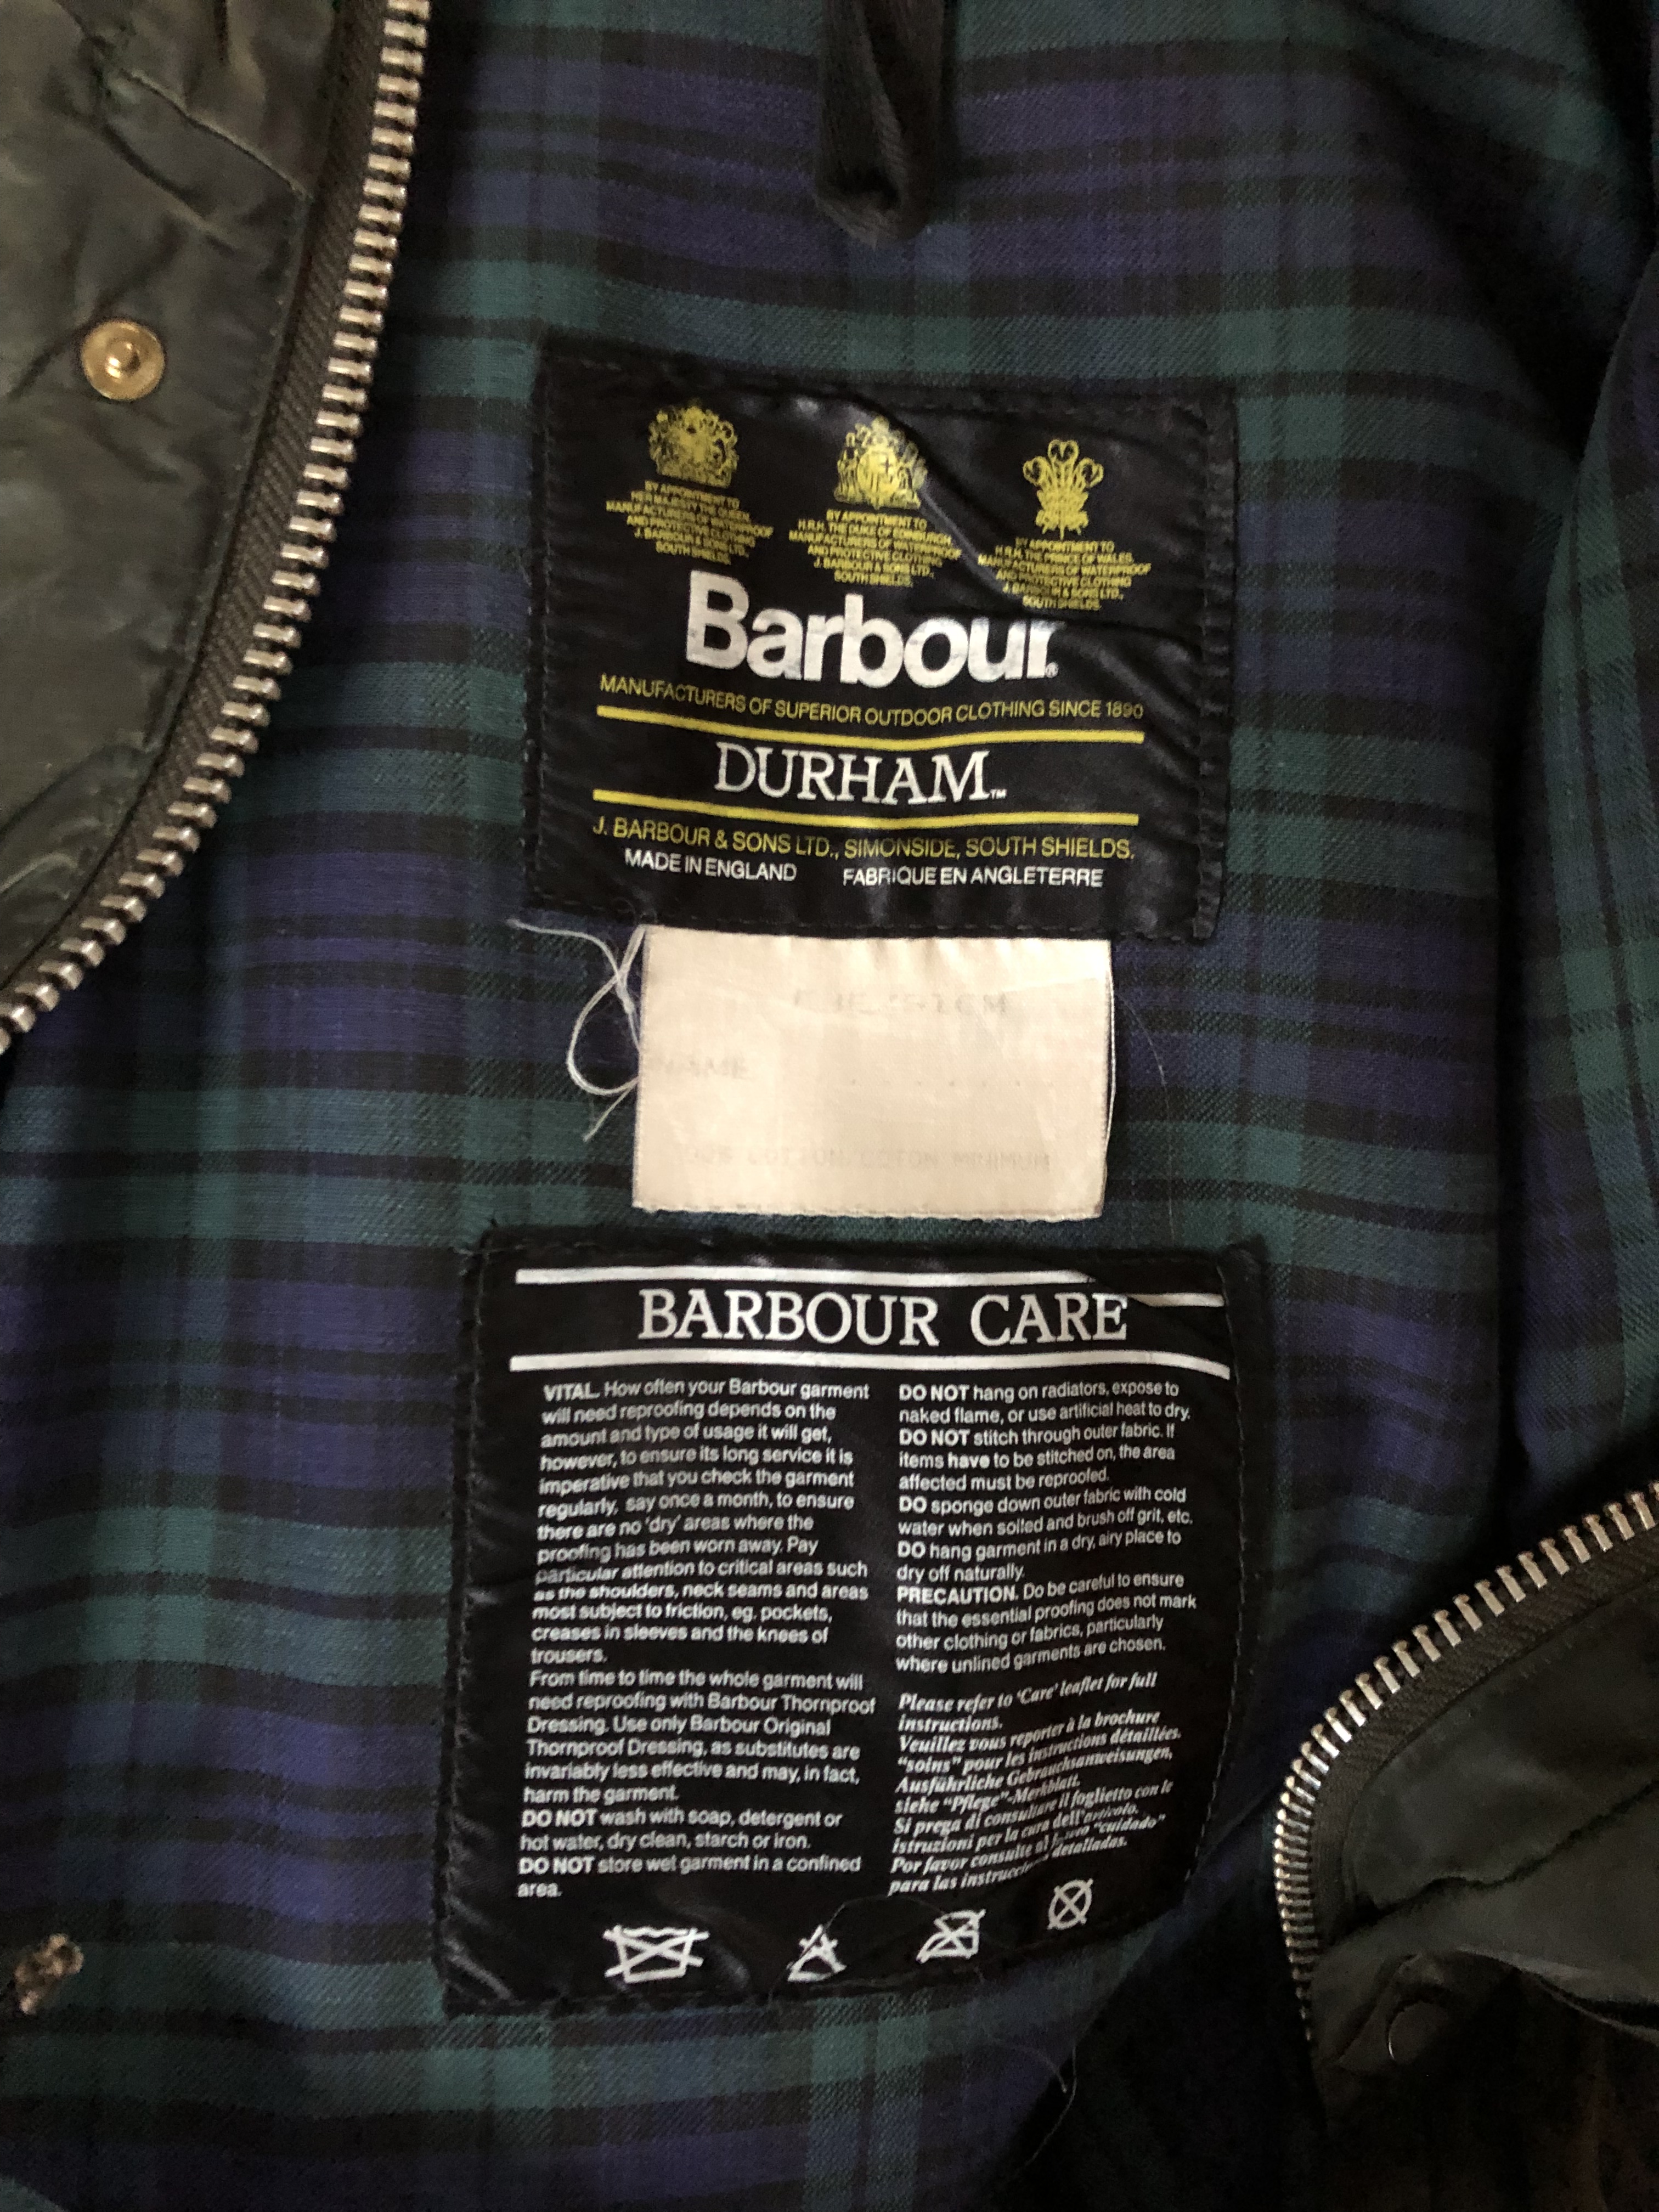 BY APPOINTMENT TO
HER MAJESTY THE QUEEN
MANUFACTURERS OF WATERPROOF
AND PROTECTIVE CLOTHING
J. BARBOUR & SONS LTD.,
SOUTH SHIELDS.
BY APPOINTMENT TO
H.R.H. THE DUKE OF EDINBURGH
MANUFACTURERS OF WATERPROOF
AND PROTECTIVE CLOTHING
J. BARBOUR & SONS LTD.,
SOUTH SHIELDS.
BY APPOINTMENT TO
H.R.H. THE PRINCE OF WALES,
MANUFACTURERS OF WATERPROOF
AND PROTECTIVE CLOTHING
J. BARBOUR & SONS LTD.,
SOUTH SHIELDS.
Barbour®
MANUFACTURERS OF SUPERIOR OUTDOOR CLOTHING SINCE 1890
DURHAM™
J. BARBOUR & SONS LTD., SIMONSIDE, SOUTH SHIELDS.
MADE IN ENGLAND FABRIQUE EN ANGLETERRE
NAME
COTTON COTON MINIMUM
BARBOUR CARE
VITAL. How often your Barbour garment
will need reproofing depends on the
amount and type of usage it will get,
however, to ensure its long service it is
imperative that you check the garment
regularly, say once a month, to ensure
there are no 'dry' areas where the
proofing has been worn away. Pay
particular attention to critical areas such
as the shoulders, neck seams and areas
most subject to friction, eg. pockets,
creases in sleeves and the knees of
trousers.
From time to time the whole garment will
need reproofing with Barbour Thornproof
Dressing. Use only Barbour Original
Thornproof Dressing, as substitutes are
invariably less effective and may, in fact,
harm the garment.
DO NOT wash with soap, detergent or
hot water, dry clean, starch or iron.
DO NOT store wet garment in a confined
area.
DO NOT hang on radiators, expose to
naked flame, or use artificial heat to dry.
DO NOT stitch through outer fabric. If
items have to be stitched on, the area
affected must be reproofed.
DO sponge down outer fabric with cold
water when soiled and brush off grit, etc.
DO hang garment in a dry, airy place to
dry off naturally.
PRECAUTION. Do be careful to ensure
that the essential proofing does not mark
other clothing or fabrics, particularly
where unlined garments are chosen.
Please refer to 'Care' leaflet for full
instructions.
Veuillez vous reporter à la brochure
"soins" pour les instructions détaillées.
Ausführliche Gebrauchsanweisungen,
siehe "Pflege"-Merkblatt.
Si prega di consultare il foglietto con le
istruzioni per la cura dell'articolo.
Por favor consulte el "cuidado"
para las detalladas.